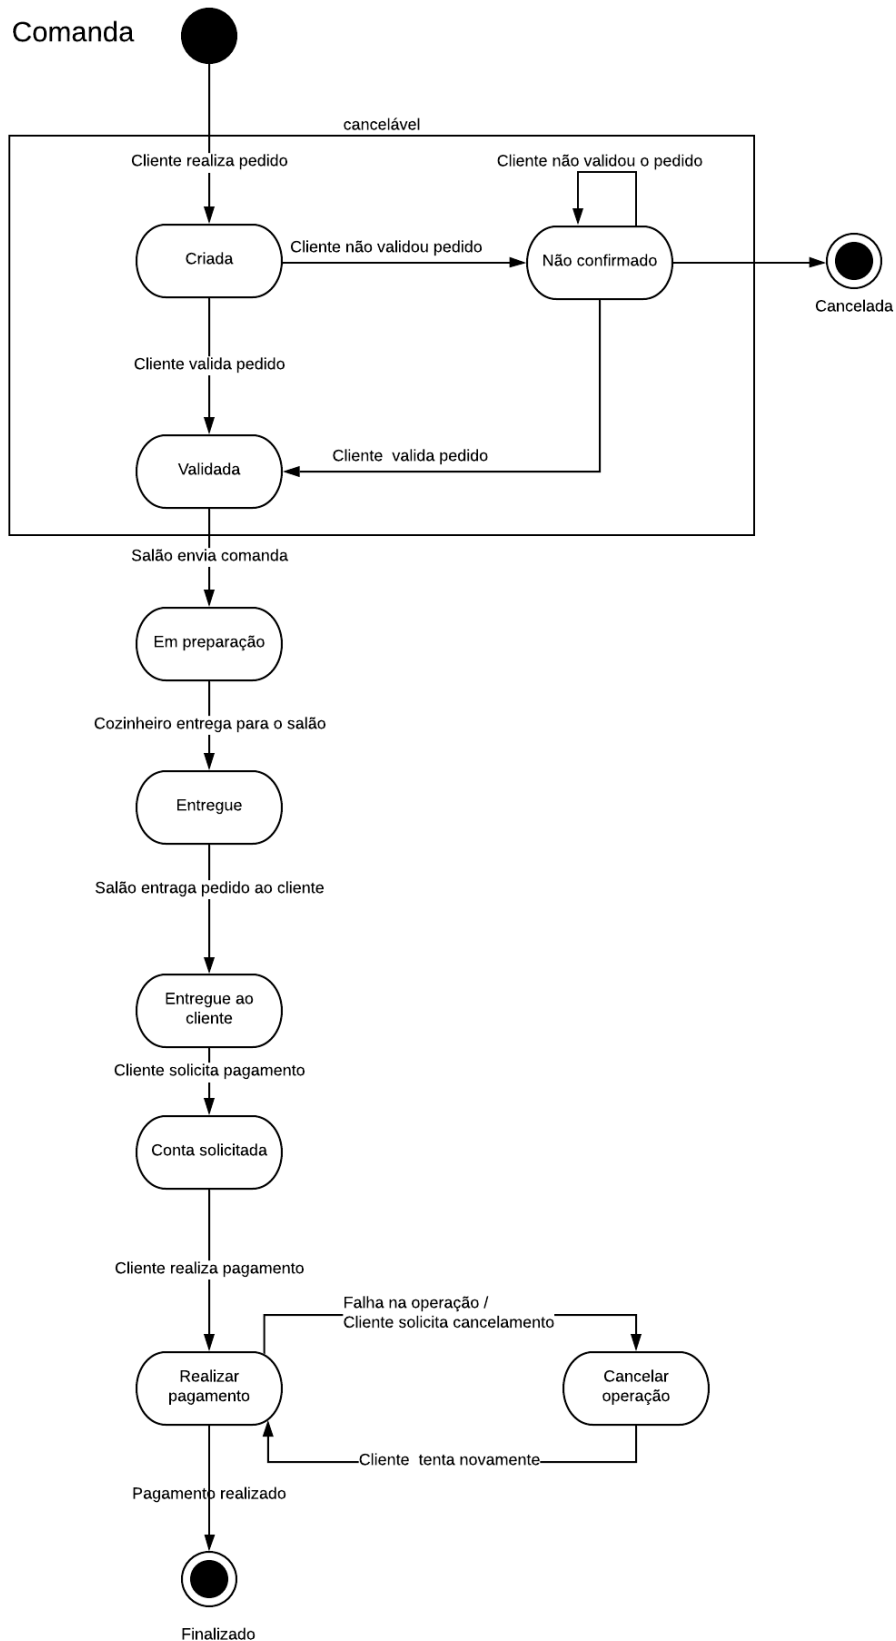 Comanda
cancelável
Cliente realiza pedido
Cliente não validou o pedido
Criada
Cliente não validou pedido
Não confirmado
Cancelada
Cliente valida pedido
Validada
Cliente  valida pedido
Salão envia comanda
Em preparação
Cozinheiro entrega para o salão
Entregue
Salão entraga pedido ao cliente
Entregue ao
cliente
Cliente solicita pagamento
Conta solicitada
Cliente realiza pagamento
Falha na operação /
Cliente solicita cancelamento
Realizar
pagamento
Cancelar
operação
Cliente  tenta novamente
Pagamento realizado
Finalizado